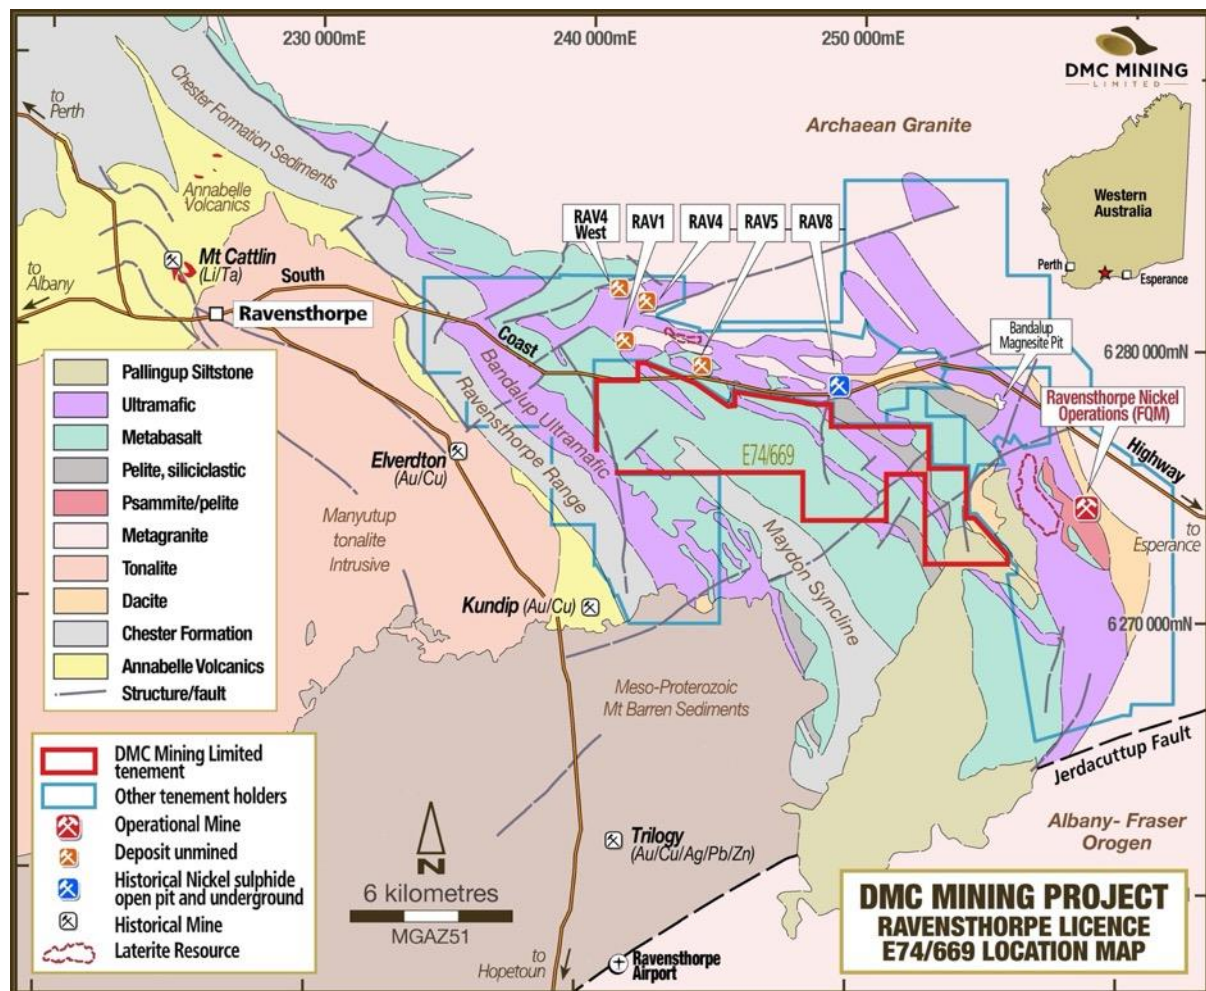 230 000mE
240 000mE
250 000mE
DMC MINING
LIMITED
to
Perth
Chester Formation Sediments
Archaean Granite
Annabelle
Volcanics
Western
Australia
Perth
Esperance
RAV4
West
RAV1
RAV4
RAV5
RAV8
to
Albany
Mt Cattlin
(Li/Ta)
South
Ravensthorpe
Coast
Bandalup
Magnesite Pit
6 280 000mN
Ravensthorpe Nickel
Operations (FQM)
Highway
to
Esperance
Bandalup Ultramafic
Ravensthorpe Range
E74/669
Elverdton
(Au/Cu)
Manyutup
tonalite
Intrusive
Maydon Syncline
Kundip (Au/Cu)
6 270 000mN
Meso-Proterozoic
Mt Barren Sediments
Jerdacuttup Fault
Albany- Fraser
Orogen
Trilogy
(Au/Cu/Ag/Pb/Zn)
Pallingup Siltstone
Ultramafic
Metabasalt
Pelite, siliciclastic
Psammite/pelite
Metagranite
Tonalite
Dacite
Chester Formation
Annabelle Volcanics
Structure/fault
DMC Mining Limited
tenement
Other tenement holders
Operational Mine
Deposit unmined
Historical Nickel sulphide
open pit and underground
Historical Mine
Laterite Resource
N
6 kilometres
MGAZ51
to
Hopetoun
Ravensthorpe
Airport
DMC MINING PROJECT
RAVENSTHORPE LICENCE
E74/669 LOCATION MAP